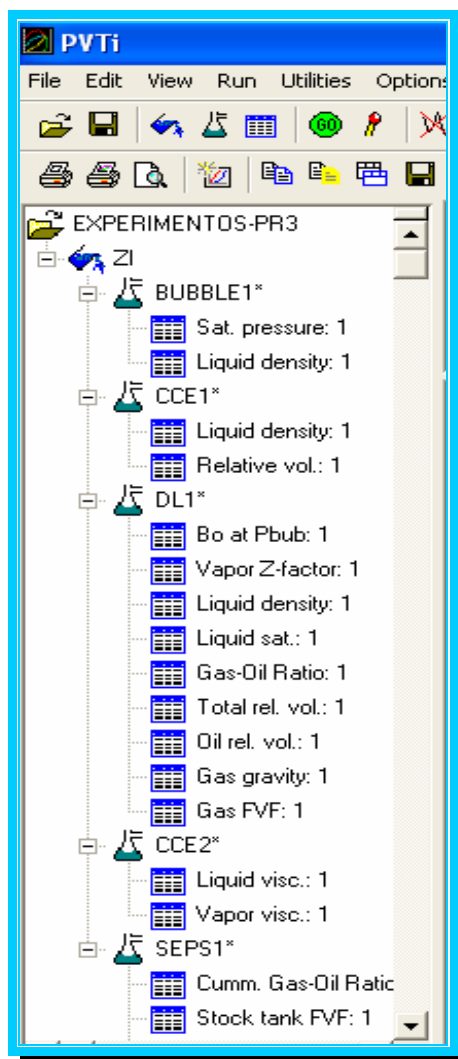 PVTi
File Edit View Run Utilities Options
GO
EXPERIMENTOS-PR3
ZI
BUBBLE1*
Sat. pressure: 1
Liquid density: 1
CCE1*
Liquid density: 1
Relative vol.: 1
DL1*
Bo at Pbub: 1
Vapor Z-factor: 1
Liquid density: 1
Liquid sat.: 1
Gas-Oil Ratio: 1
Total rel. vol.: 1
Oil rel. vol.: 1
Gas gravity: 1
Gas FVF: 1
CCE2*
Liquid visc.: 1
Vapor visc.: 1
SEPS1*
Cumm. Gas-Oil Ratio
Stock tank FVF: 1